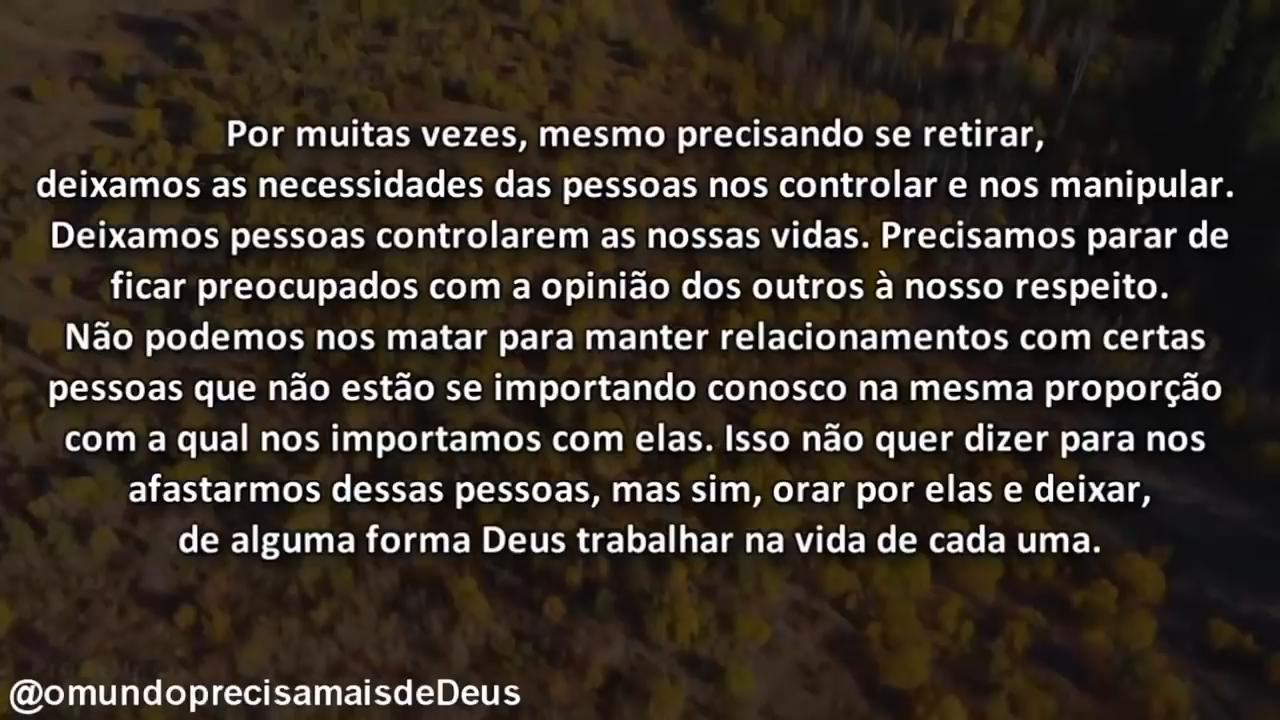 Por muitas vezes, mesmo precisando se retirar,
deixamos as necessidades das pessoas nos controlar e nos manipular.
Deixamos pessoas controlarem as nossas vidas. Precisamos parar de
ficar preocupados com a opinião dos outros à nosso respeito.
Não podemos nos matar para manter relacionamentos com certas
pessoas que não estão se importando conosco na mesma proporção
com a qual nos importamos com elas. Isso não quer dizer para nos
afastarmos dessas pessoas, mas sim, orar por elas e deixar,
de alguma forma Deus trabalhar na vida de cada uma.
@omundoprecisamaisdeDeus